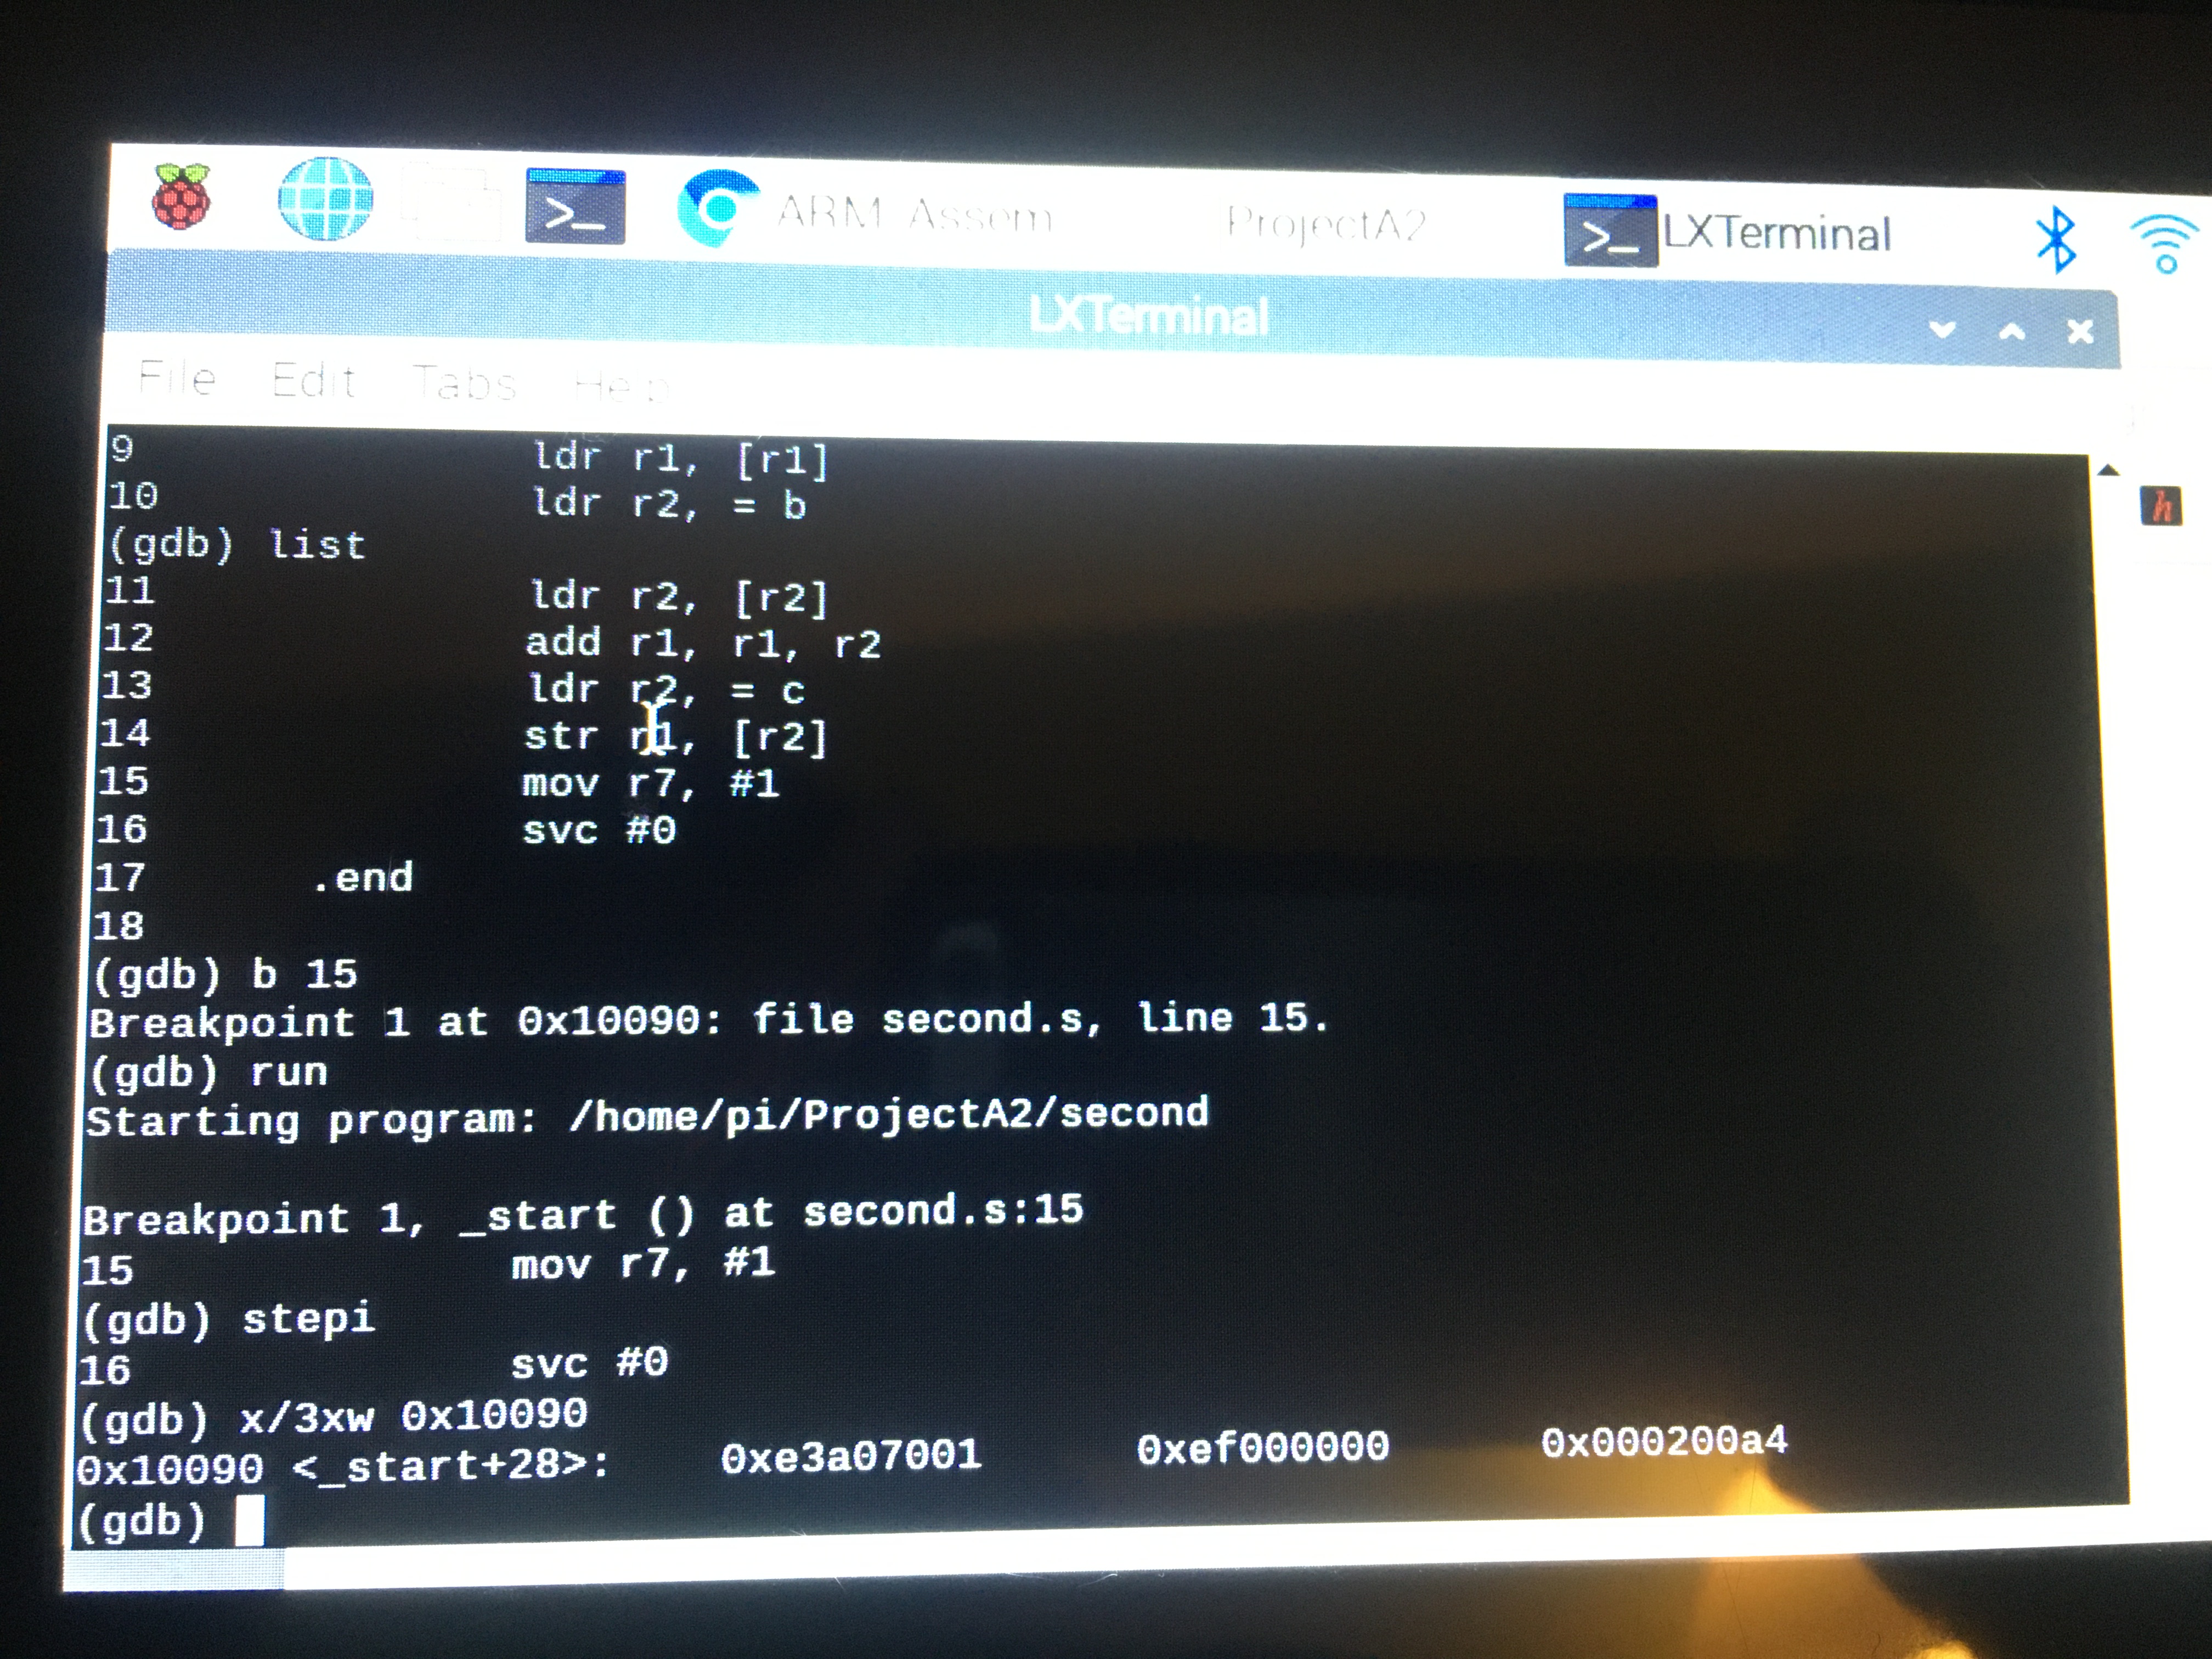 ARM Assem ProjectA2 LXTerminal
LXTerminal
File Edit Tabs Help
9 ldr r1, [r1]
10 ldr r2, = b
(gdb) list
11 ldr r2, [r2]
12 add r1, r1, r2
13 ldr r2, = c
14 str r1, [r2]
15 mov r7, #1
16 svc #0
17 .end
18
(gdb) b 15
Breakpoint 1 at 0x10090: file second.s, line 15.
(gdb) run
Starting program: /home/pi/ProjectA2/second
Breakpoint 1, _start () at second.s:15
15 mov r7, #1
(gdb) stepi
16 svc #0
(gdb) x/3xw 0x10090
0x10090 <_start+28>: 0xe3a07001 0xef000000 0x000200a4
(gdb)
h